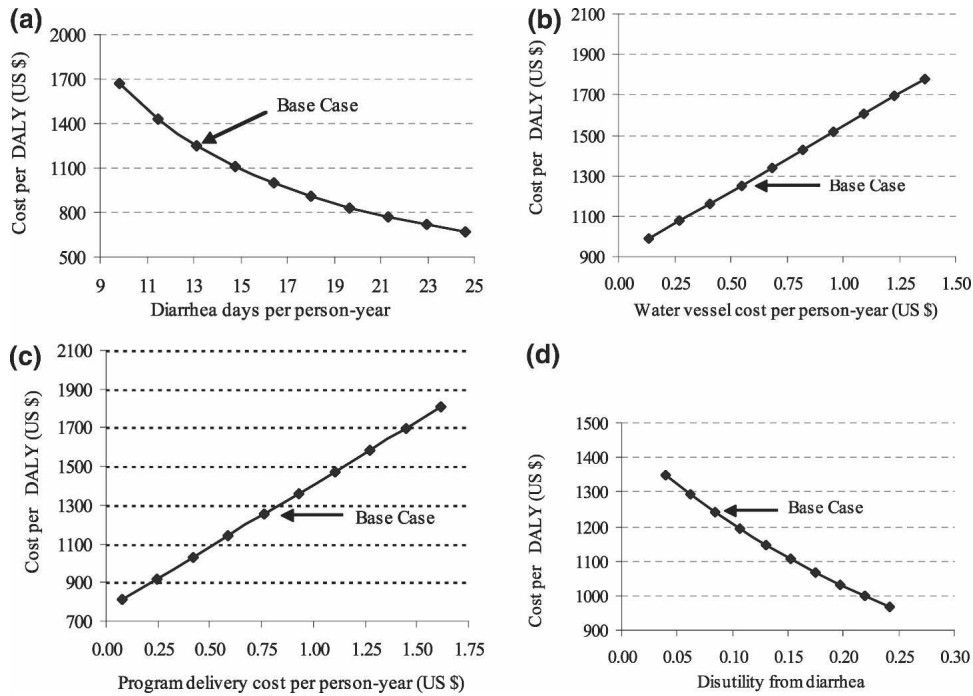 (a)
Cost per DALY (US $)
2000
1700
1400
1100
800
500
Base Case
9 11 13 15 17 19 21 23 25
Diarrhea days per person-year
(b)
Cost per DALY (US $)
2100
1900
1700
1500
1300
1100
900
Base Case
0.00 0.25 0.50 0.75 1.00 1.25 1.50
Water vessel cost per person-year (US $)
(c)
Cost per DALY (US $)
2100
1900
1700
1500
1300
1100
900
700
Base Case
0.00 0.25 0.50 0.75 1.00 1.25 1.50 1.75
Program delivery cost per person-year (US $)
(d)
Cost per DALY (US $)
1500
1400
1300
1200
1100
1000
900
Base Case
0.00 0.05 0.10 0.15 0.20 0.25 0.30
Disutility from diarrhea